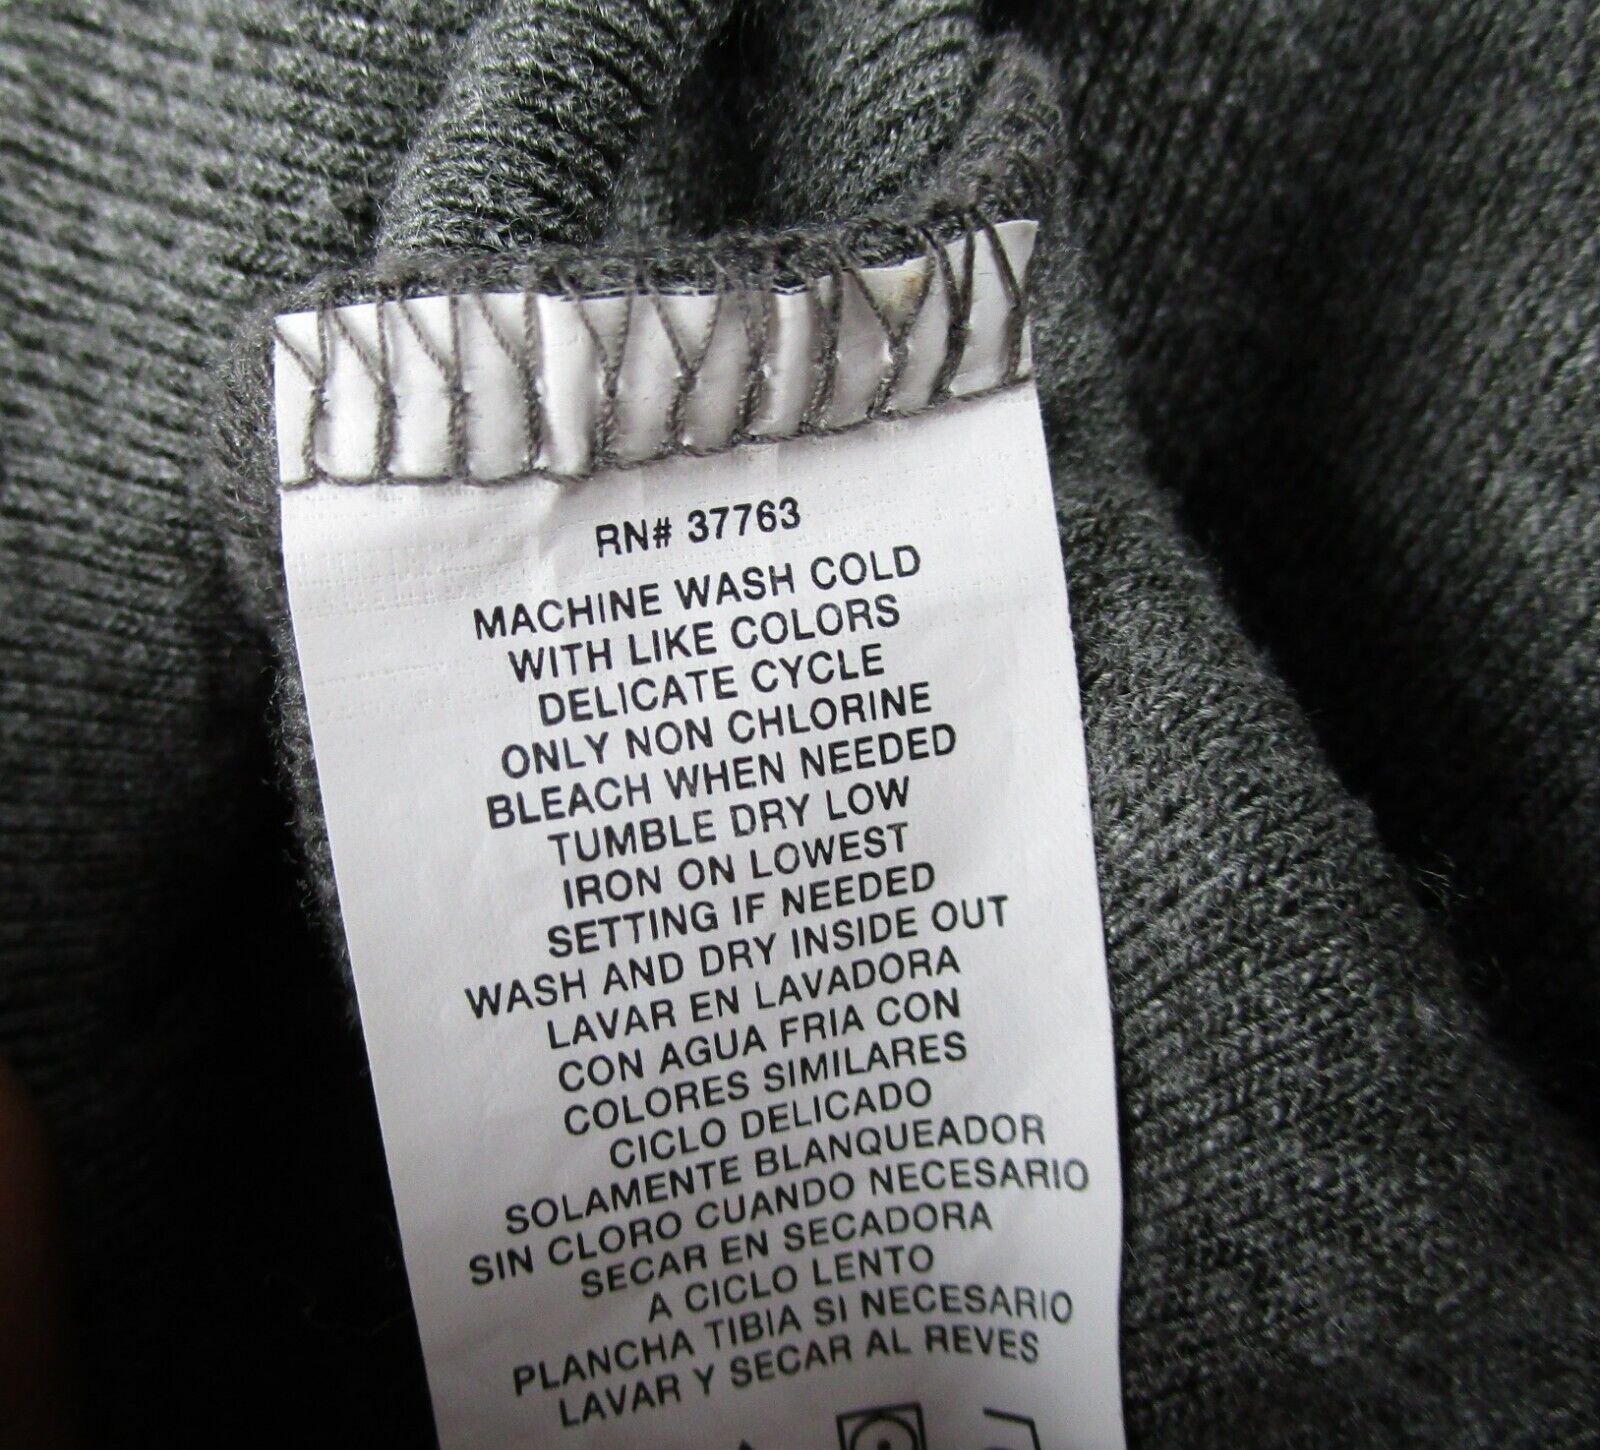 RN# 37763
MACHINE WASH COLD
WITH LIKE COLORS
DELICATE CYCLE
ONLY NON CHLORINE
BLEACH WHEN NEEDED
TUMBLE DRY LOW
IRON ON LOWEST
SETTING IF NEEDED
WASH AND DRY INSIDE OUT
LAVAR EN LAVADORA
CON AGUA FRIA CON
COLORES SIMILARES
CICLO DELICADO
SOLAMENTE BLANQUEADOR
SIN CLORO CUANDO NECESARIO
SECAR EN SECADORA
A CICLO LENTO
PLANCHA TIBIA SI NECESARIO
LAVAR Y SECAR AL REVES